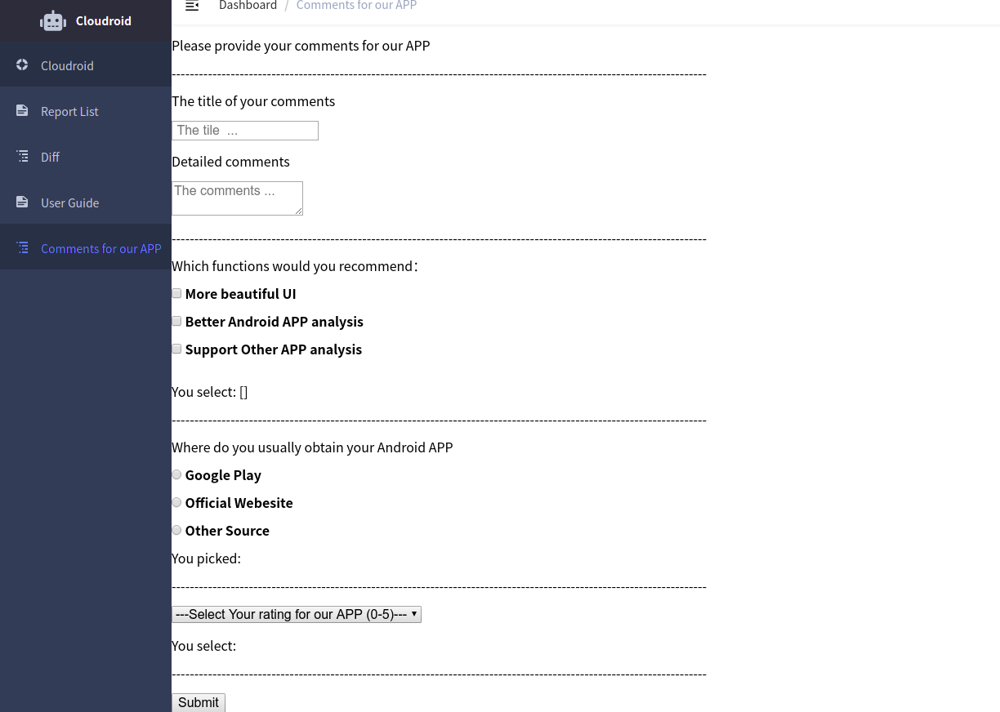 Cloudroid
Dashboard / Comments for our APP
Cloudroid
Report List
Diff
User Guide
Comments for our APP
Please provide your comments for our APP
----------------------------------------------------------------------------------------------------------------------
The title of your comments
The tile ...
Detailed comments
The comments ...
----------------------------------------------------------------------------------------------------------------------
Which functions would you recommend：
More beautiful UI
Better Android APP analysis
Support Other APP analysis
You select: []
----------------------------------------------------------------------------------------------------------------------
Where do you usually obtain your Android APP
Google Play
Official Webesite
Other Source
You picked:
----------------------------------------------------------------------------------------------------------------------
---Select Your rating for our APP (0-5)---
You select:
----------------------------------------------------------------------------------------------------------------------
Submit